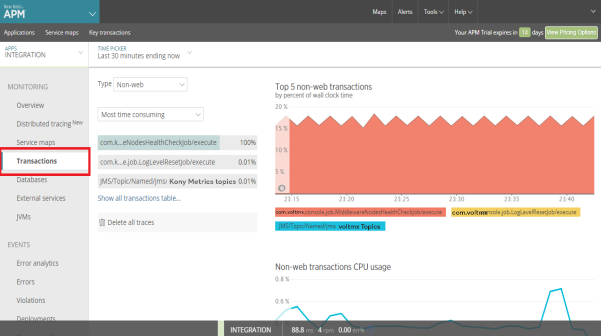 New Relic
APM
Maps Alerts Tools Help
Applications Service maps Key transactions
Your APM Trial expires in 14 days View Pricing Options
APPS
INTEGRATION
TIME PICKER
Last 30 minutes ending now
MONITORING
Overview
Distributed tracing New
Service maps
Transactions
Databases
External services
JVMs
EVENTS
Error analytics
Errors
Violations
Deployments
Type Non-web
Most time consuming
com.k...eNodesHealthCheckJob/execute 100%
com.k...e.job.LogLevelResetJob/execute 0.01%
JMS/Topic/Named/jms/ Kony Metrics topics 0.01%
Show all transactions table...
Delete all traces
Top 5 non-web transactions
by percent of wall clock time
20 %
15 %
10 %
5 %
23:15 23:20 23:25 23:30 23:35 23:40
com.voltmx.console.job.MiddlewareNodesHealthCheckJob/execute
com.voltmx console.job.LogLevelResetJob/execute
JMS/Topic/Named/jms voltmx Topics
Non-web transactions CPU usage
0.8 %
0.6 %
INTEGRATION 88.8 ms 4 rpm 0.00 err%